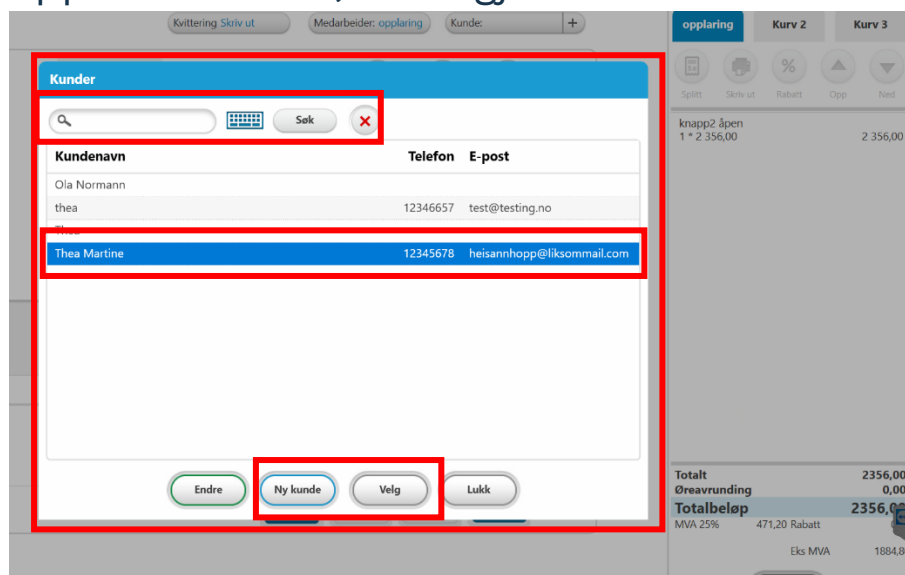 Kvittering Skriv ut
Medarbeider: opplaring
Kunde:
+
opplaring
Kurv 2
Kurv 3
Splitt
Skriv ut
Rabatt
Opp
Ned
Kunder
Søk
Kundenavn Telefon E-post
Ola Normann
thea 12346657 test@testing.no
Thea Martine 12345678 heisannhopp@liksommail.com
Endre
Ny kunde
Velg
Lukk
knapp2 åpen
1 * 2 356,00 2 356,00
Totalt 2356,00
Øreavrunding 0,00
Totalbeløp
MVA 25% 471,20 Rabatt
Eks MVA 1884,8